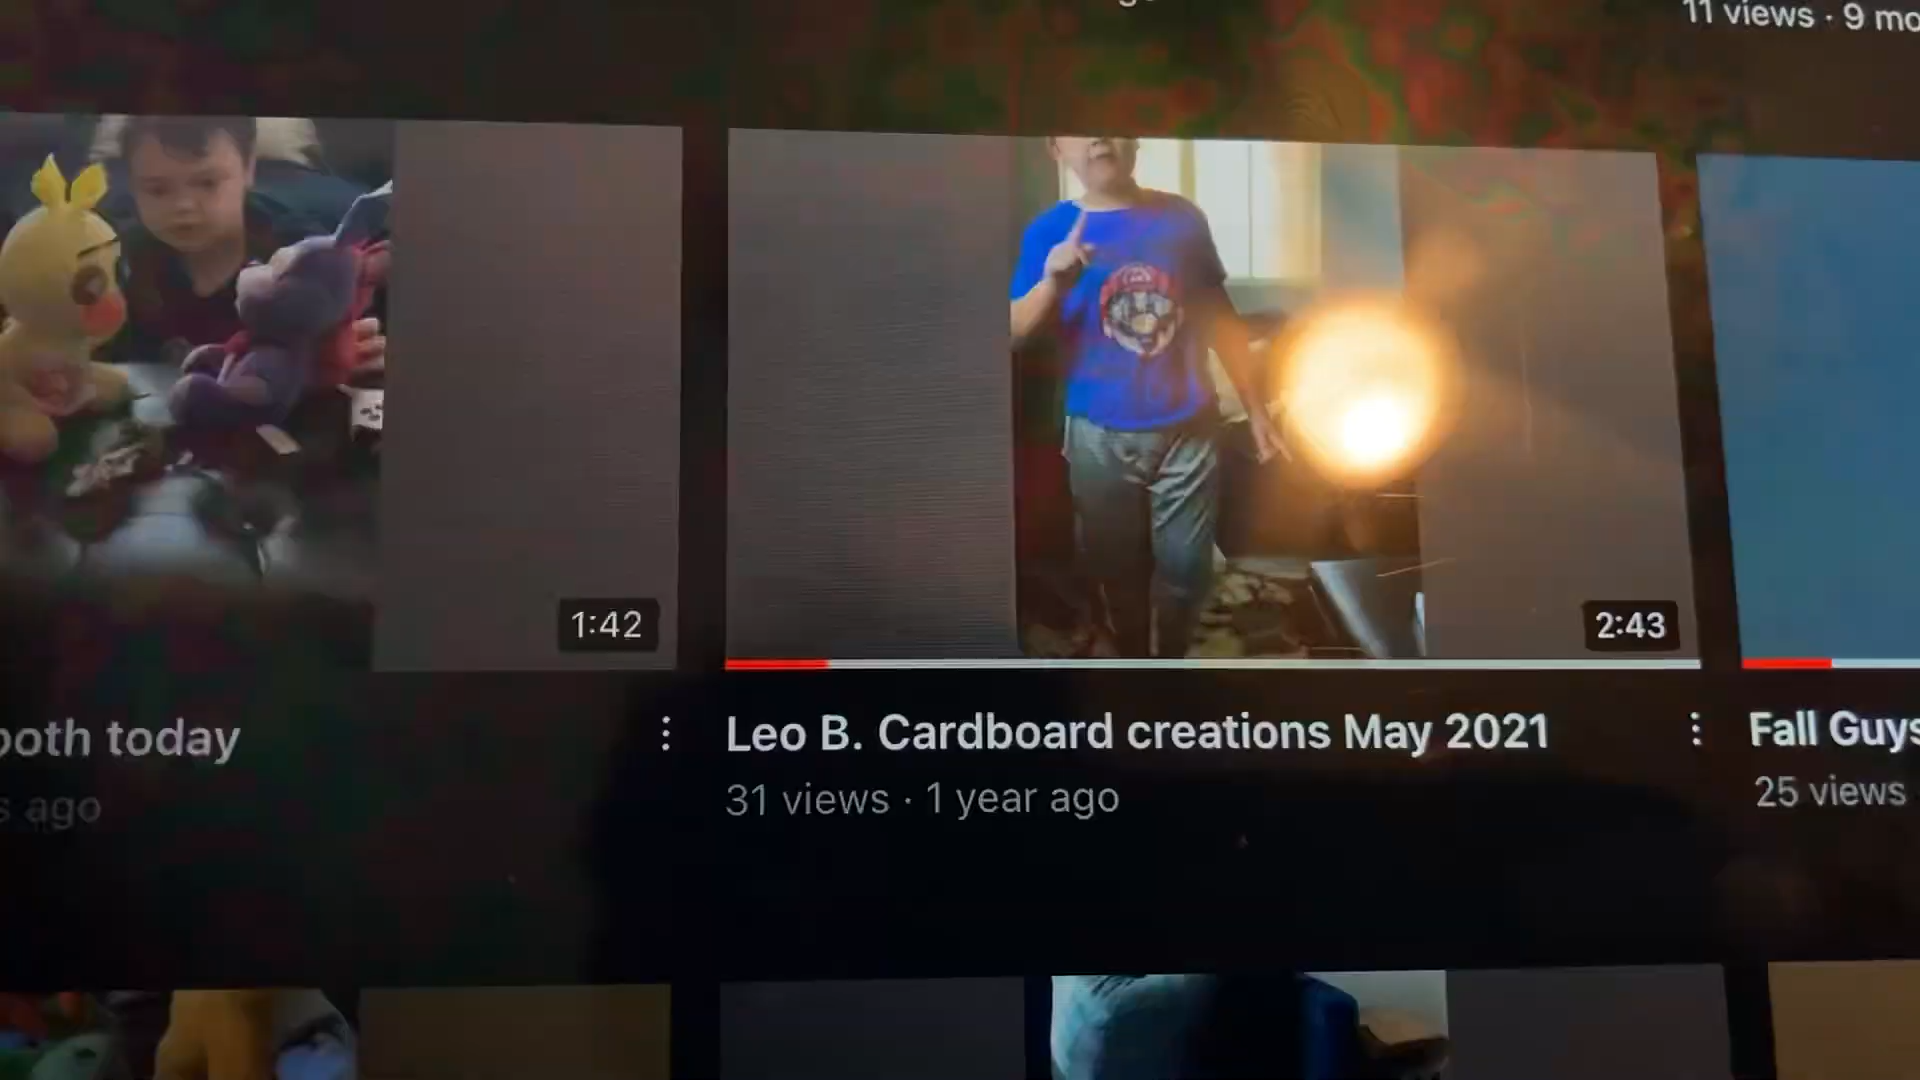 11 views · 9 mo
1:42
2:43
ooth today
s ago
Leo B. Cardboard creations May 2021
31 views · 1 year ago
Fall Guys
25 views